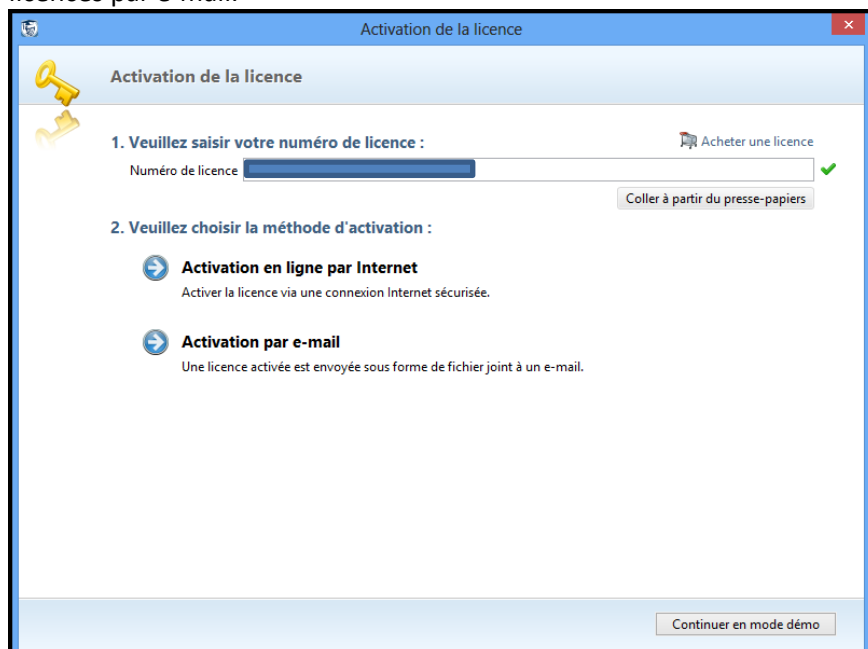 licences par e-mail.
Activation de la licence
Activation de la licence
1. Veuillez saisir votre numéro de licence :
Acheter une licence
Numéro de licence
Coller à partir du presse-papiers
2. Veuillez choisir la méthode d'activation :
Activation en ligne par Internet
Activer la licence via une connexion Internet sécurisée.
Activation par e-mail
Une licence activée est envoyée sous forme de fichier joint à un e-mail.
Continuer en mode démo